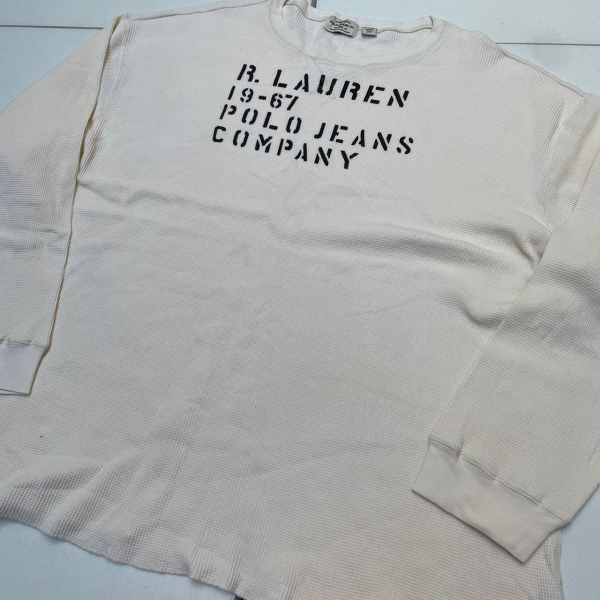 R. LAUREN
19-67
POLO JEANS
COMPANY